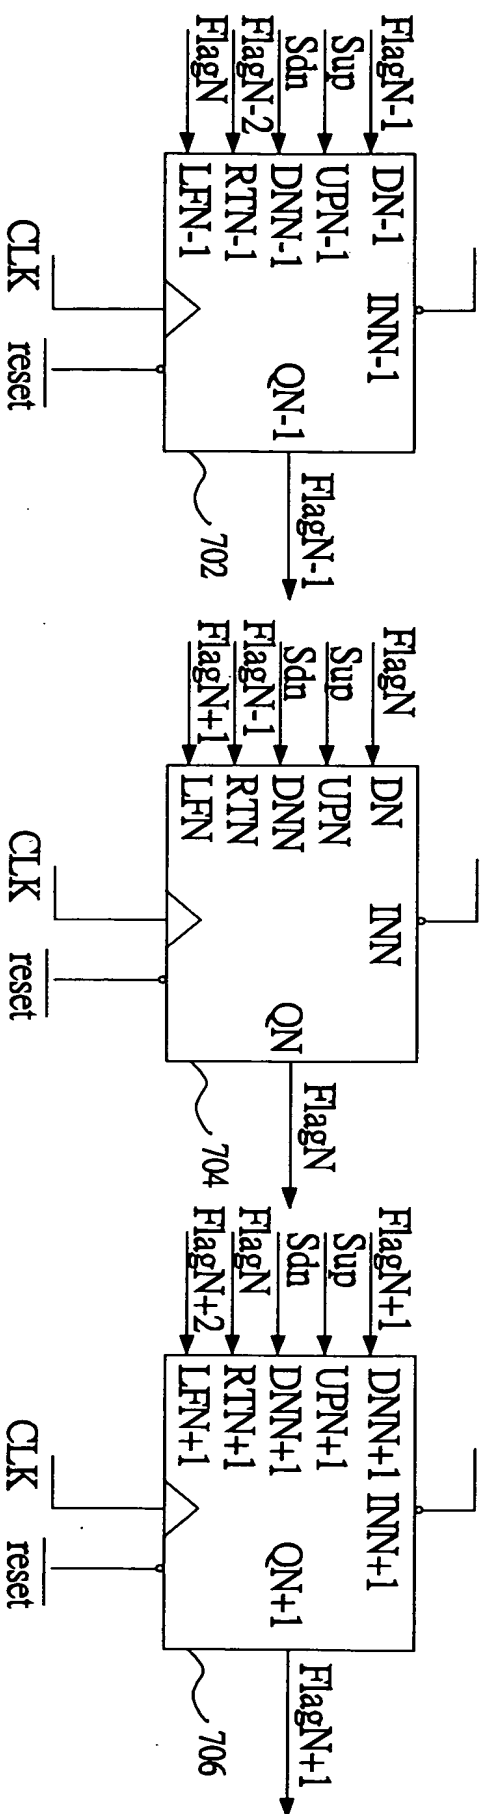 FlagN-1
Sup
Sdn
FlagN-2
FlagN
DN-1
UPN-1
DNN-1
RTN-1
LFN-1
INN-1
QN-1
FlagN-1
CLK
reset
702
FlagN
Sup
Sdn
FlagN-1
FlagN+1
DN
UPN
DNN
RTN
LFN
INN
QN
FlagN
CLK
reset
704
FlagN+1
Sup
Sdn
FlagN
FlagN+2
DNN+1
UPN+1
DNN+1
RTN+1
LFN+1
INN+1
QN+1
FlagN+1
CLK
reset
706